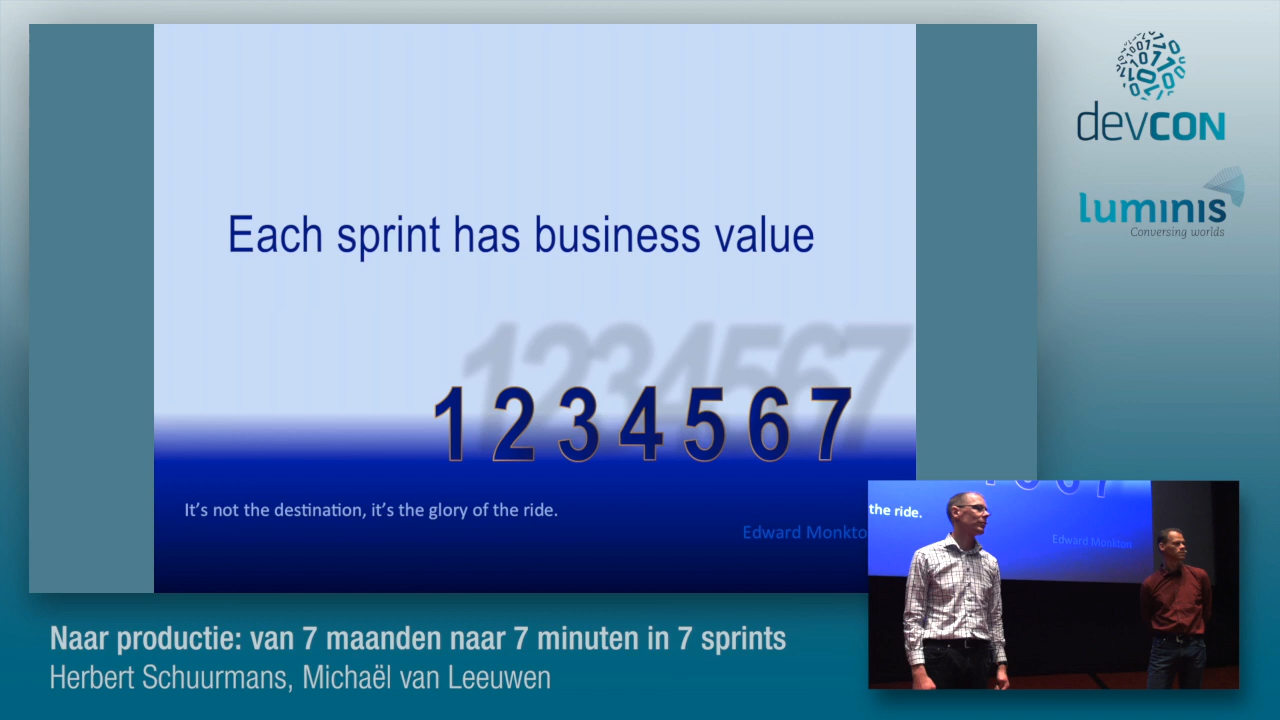 Each sprint has business value
1234567
1 2 3 4 5 6 7
It's not the destination, it's the glory of the ride.
Edward Monkto
devCON
luminis
Conversing worlds
the ride.
Edward Monkton
Naar productie: van 7 maanden naar 7 minuten in 7 sprints
Herbert Schuurmans, Michaël van Leeuwen